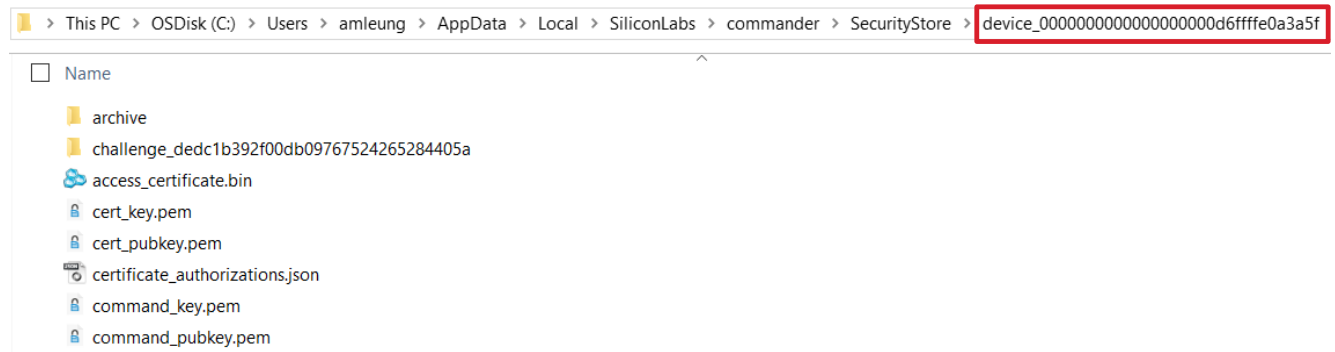 This PC > OSDisk (C:) > Users > amleung > AppData > Local > SiliconLabs > commander > SecurityStore > device_0000000000000000000d6ffffe0a3a5f
Name
archive
challenge_dedc1b392f00db09767524265284405a
access_certificate.bin
cert_key.pem
cert_pubkey.pem
certificate_authorizations.json
command_key.pem
command_pubkey.pem